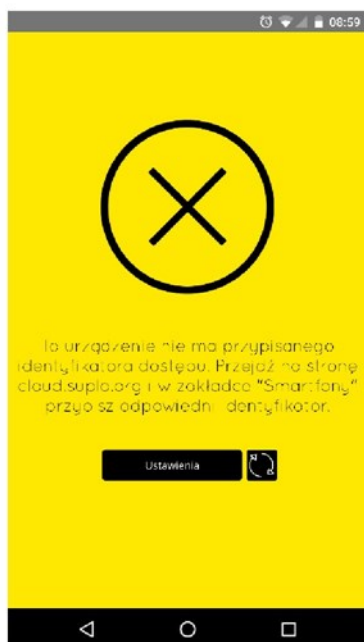 08:59
To urządzenie nie ma przypisanego
identyfikatora dostępu. Przejdź na stronę
cloud.supla.org i w zakładce "Smartfony"
przypisz odpowiedni identyfikator.
Ustawienia